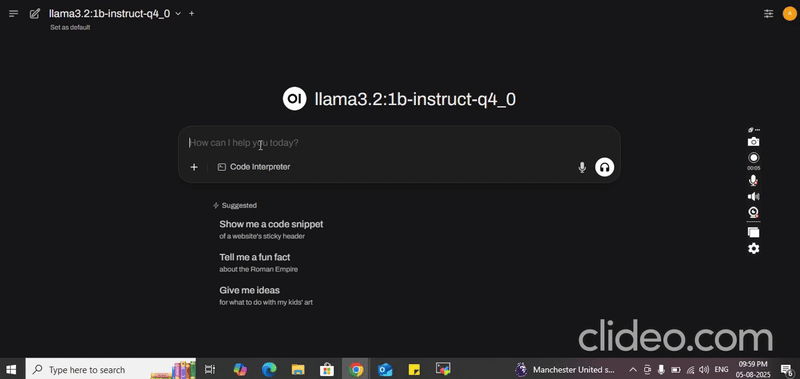 llama3.2:1b-instruct-q4_0
Set as default
A
OI llama3.2:1b-instruct-q4_0
How can I help you today?
Code Interpreter
00:05
Suggested
Show me a code snippet
of a website's sticky header
Tell me a fun fact
about the Roman Empire
Give me ideas
for what to do with my kids' art
clideo.com
Type here to search
Manchester United s...
09:59 PM
05-08-2025
6